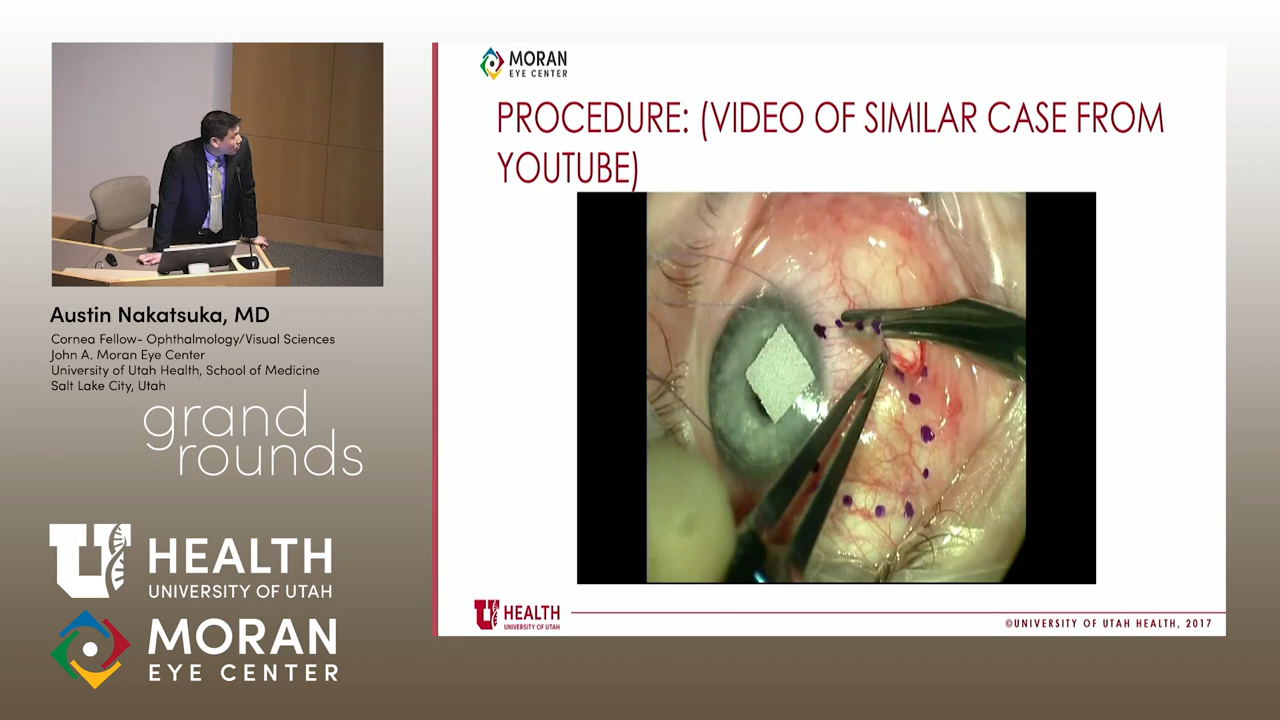 Austin Nakatsuka, MD
Cornea Fellow- Ophthalmology/Visual Sciences
John A. Moran Eye Center
University of Utah Health, School of Medicine
Salt Lake City, Utah
grand
rounds
U HEALTH
UNIVERSITY OF UTAH
MORAN
EYE CENTER
MORAN
EYE CENTER
PROCEDURE: (VIDEO OF SIMILAR CASE FROM
YOUTUBE)
U HEALTH
UNIVERSITY OF UTAH
©UNIVERSITY OF UTAH HEALTH, 2017